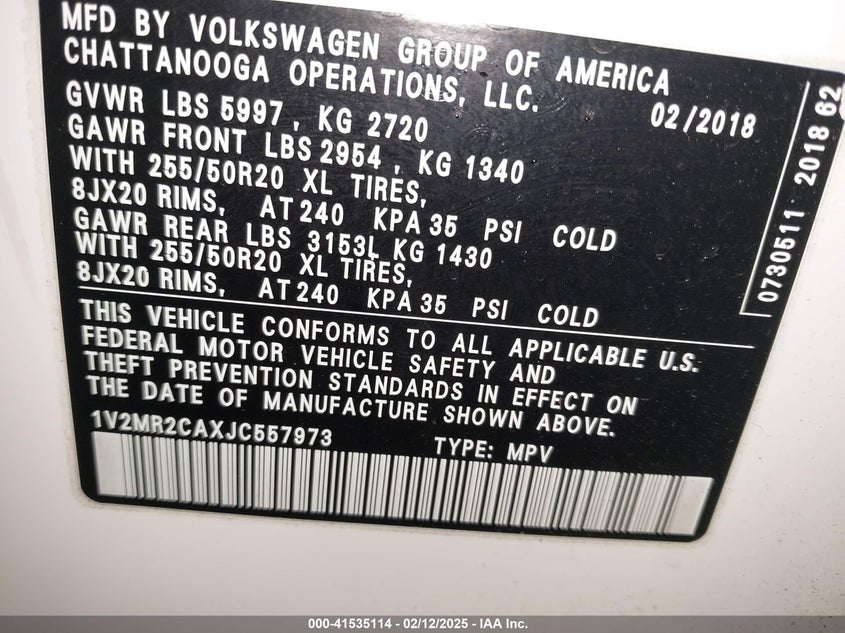 MFD BY VOLKSWAGEN GROUP OF AMERICA
CHATTANOOGA OPERATIONS, LLC.
02/2018
GVWR LBS 5997 , KG 2720
GAWR FRONT LBS 2954 , KG 1340
WITH 255/50R20 XL TIRES,
8JX20 RIMS, AT 240 KPA 35 PSI COLD
GAWR REAR LBS 3153L KG 1430
WITH 255/50R20 XL TIRES,
8JX20 RIMS, AT 240 KPA 35 PSI COLD
THIS VEHICLE CONFORMS TO ALL APPLICABLE U.S.
FEDERAL MOTOR VEHICLE SAFETY AND
THEFT PREVENTION STANDARDS IN EFFECT ON
THE DATE OF MANUFACTURE SHOWN ABOVE.
1V2MR2CAXJC557973 TYPE: MPV
0730511 2018 62
000-41535114 - 02/12/2025 - IAA Inc.